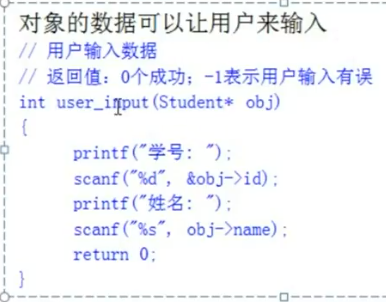 对象的数据可以让用户来输入
// 用户输入数据
// 返回值：0个成功；-1表示用户输入有误
int user_input(Student* obj)
{
printf("学号: ");
scanf("%d", &obj->id);
printf("姓名: ");
scanf("%s", obj->name);
return 0;
}